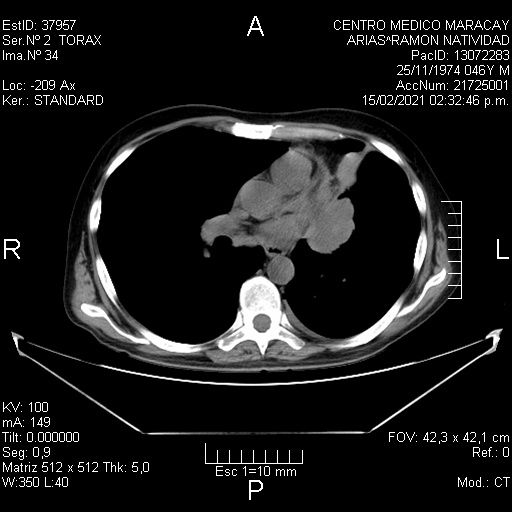 EstID: 37957
Ser.Nº 2 TORAX
Ima.Nº 34
Loc: -209 Ax
Ker.: STANDARD
A
CENTRO MEDICO MARACAY
ARIAS^RAMON NATIVIDAD
PacID: 13072283
25/11/1974 046Y M
AccNum: 21725001
15/02/2021 02:32:46 p.m.
R
L
KV: 100
mA: 149
Tilt: 0.000000
Seg: 0,9
Matriz 512 x 512 Thk: 5,0
W:350 L:40
Esc 1=10 mm
P
FOV: 42,3 x 42,1 cm
Ref.: 0
Mod.: CT